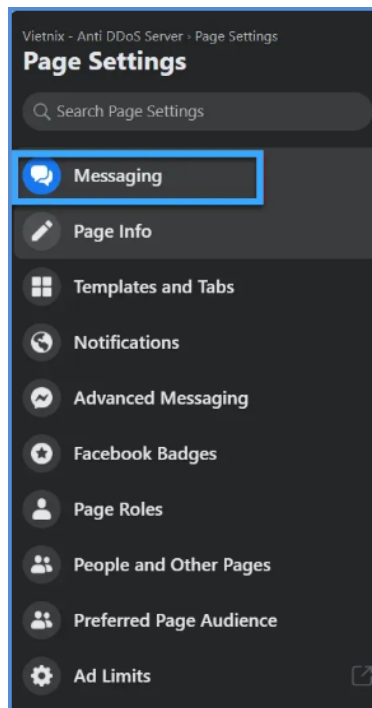 Vietnix - Anti DDoS Server › Page Settings
Page Settings
Search Page Settings
Messaging
Page Info
Templates and Tabs
Notifications
Advanced Messaging
Facebook Badges
Page Roles
People and Other Pages
Preferred Page Audience
Ad Limits